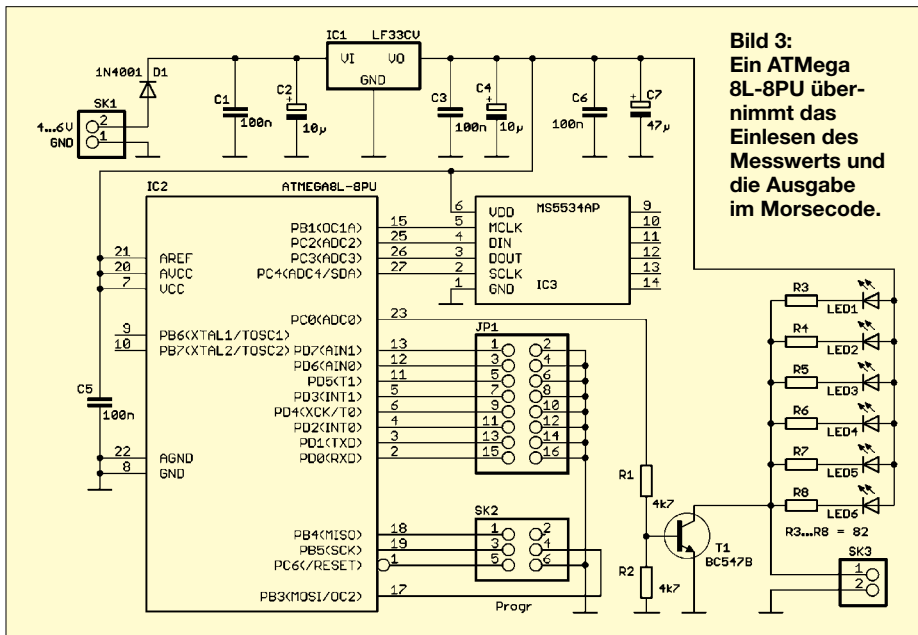 Bild 3:
Ein ATMega
8L-8PU über-
nimmt das
Einlesen des
Messwerts und
die Ausgabe
im Morsecode.
IC1 LF33CV
VI VO
GND
1N4001 D1
SK1
4...6V 2
GND 1
C1
100n
C2
+
10µ
C3
100n
C4
+
10µ
C6
100n
C7
+
47µ
IC2 ATMEGA8L-8PU
21 AREF
20 AVCC
7 VCC
9 PB6(XTAL1/TOSC1)
10 PB7(XTAL2/TOSC2)
C5
100n
22 AGND
8 GND
PB1(OC1A) 15
PC2(ADC2) 25
PC3(ADC3) 26
PC4(ADC4/SDA) 27
PC0(ADC0) 23
PD7(AIN1) 13
PD6(AIN0) 12
PD5(T1) 11
PD3(INT1) 5
PD4(XCK/T0) 6
PD2(INT0) 4
PD1(TXD) 3
PD0(RXD) 2
PB4(MISO) 18
PB5(SCK) 19
PC6(/RESET) 1
PB3(MOSI/OC2) 17
MS5534AP
6 VDD 9
5 MCLK 10
4 DIN 11
3 DOUT 12
2 SCLK 13
1 GND 14
IC3
JP1
1 2
3 4
5 6
7 8
9 10
11 12
13 14
15 16
SK2
1 2
3 4
5 6
Progr
R1
4k7
R2
4k7
T1
BC547B
R3
LED1
R4
LED2
R5
LED3
R6
LED4
R7
LED5
R8
LED6
R3...R8 = 82
SK3
1
2